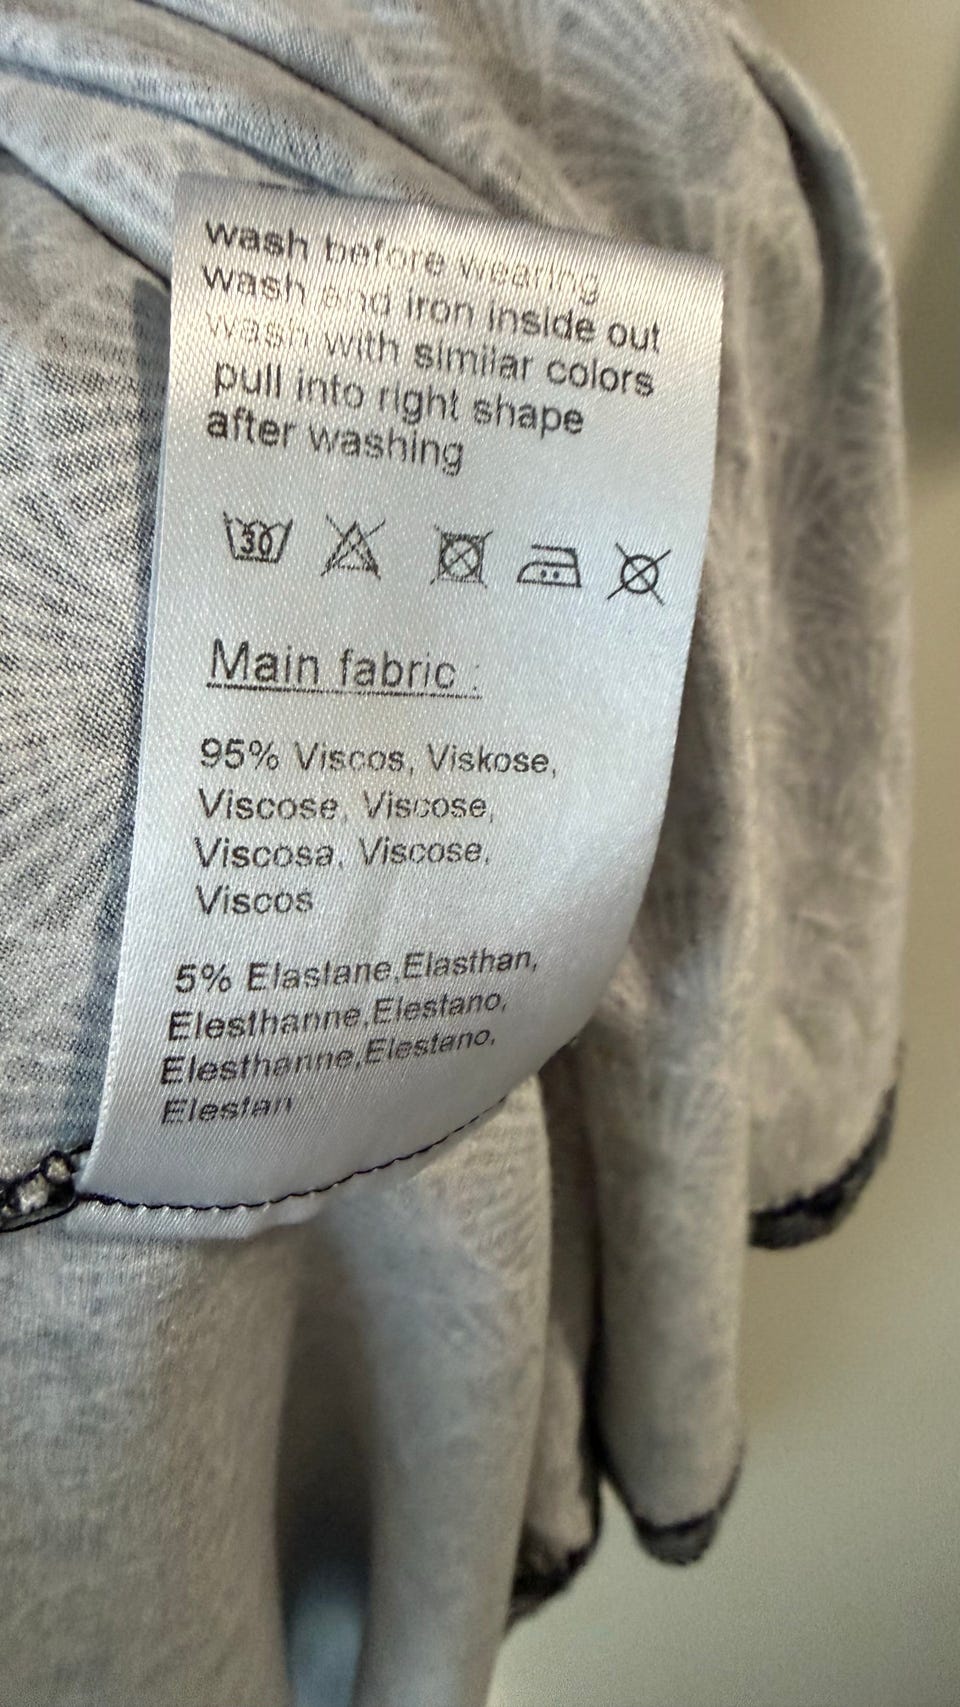 wash before wearing
wash and iron inside out
wash with similar colors
pull into right shape
after washing
30
Main fabric :
95% Viscos, Viskose,
Viscose, Viscose,
Viscosa, Viscose,
Viscos
5% Elastane,Elasthan,
Elesthanne,Elestano,
Elesthanne,Elestano,
Elestan